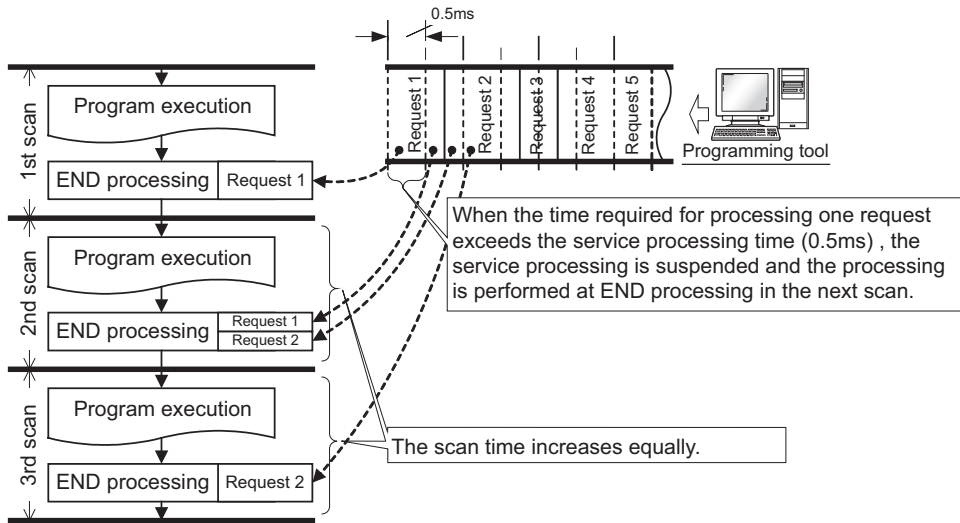 0.5ms
Request 1
Request 2
Request 3
Request 4
Request 5
Programming tool
1st scan
Program execution
END processing
Request 1
When the time required for processing one request
exceeds the service processing time (0.5ms) , the
service processing is suspended and the processing
is performed at END processing in the next scan.
2nd scan
Program execution
END processing
Request 1
Request 2
3rd scan
Program execution
The scan time increases equally.
END processing
Request 2